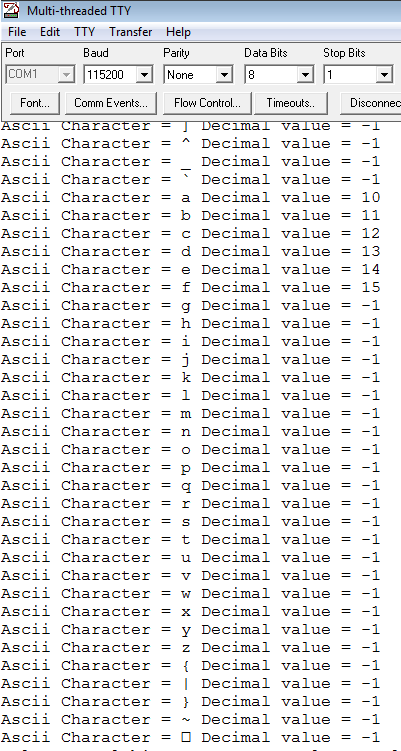 Multi-threaded TTY
File Edit TTY Transfer Help
Port Baud Parity Data Bits Stop Bits
COM1 115200 None 8 1
Font... Comm Events... Flow Control... Timeouts.. Disconnec
Ascii Character = ] Decimal value = -1
Ascii Character = ^ Decimal value = -1
Ascii Character = _ Decimal value = -1
Ascii Character = ` Decimal value = -1
Ascii Character = a Decimal value = 10
Ascii Character = b Decimal value = 11
Ascii Character = c Decimal value = 12
Ascii Character = d Decimal value = 13
Ascii Character = e Decimal value = 14
Ascii Character = f Decimal value = 15
Ascii Character = g Decimal value = -1
Ascii Character = h Decimal value = -1
Ascii Character = i Decimal value = -1
Ascii Character = j Decimal value = -1
Ascii Character = k Decimal value = -1
Ascii Character = l Decimal value = -1
Ascii Character = m Decimal value = -1
Ascii Character = n Decimal value = -1
Ascii Character = o Decimal value = -1
Ascii Character = p Decimal value = -1
Ascii Character = q Decimal value = -1
Ascii Character = r Decimal value = -1
Ascii Character = s Decimal value = -1
Ascii Character = t Decimal value = -1
Ascii Character = u Decimal value = -1
Ascii Character = v Decimal value = -1
Ascii Character = w Decimal value = -1
Ascii Character = x Decimal value = -1
Ascii Character = y Decimal value = -1
Ascii Character = z Decimal value = -1
Ascii Character = { Decimal value = -1
Ascii Character = | Decimal value = -1
Ascii Character = } Decimal value = -1
Ascii Character = ~ Decimal value = -1
Ascii Character = □ Decimal value = -1